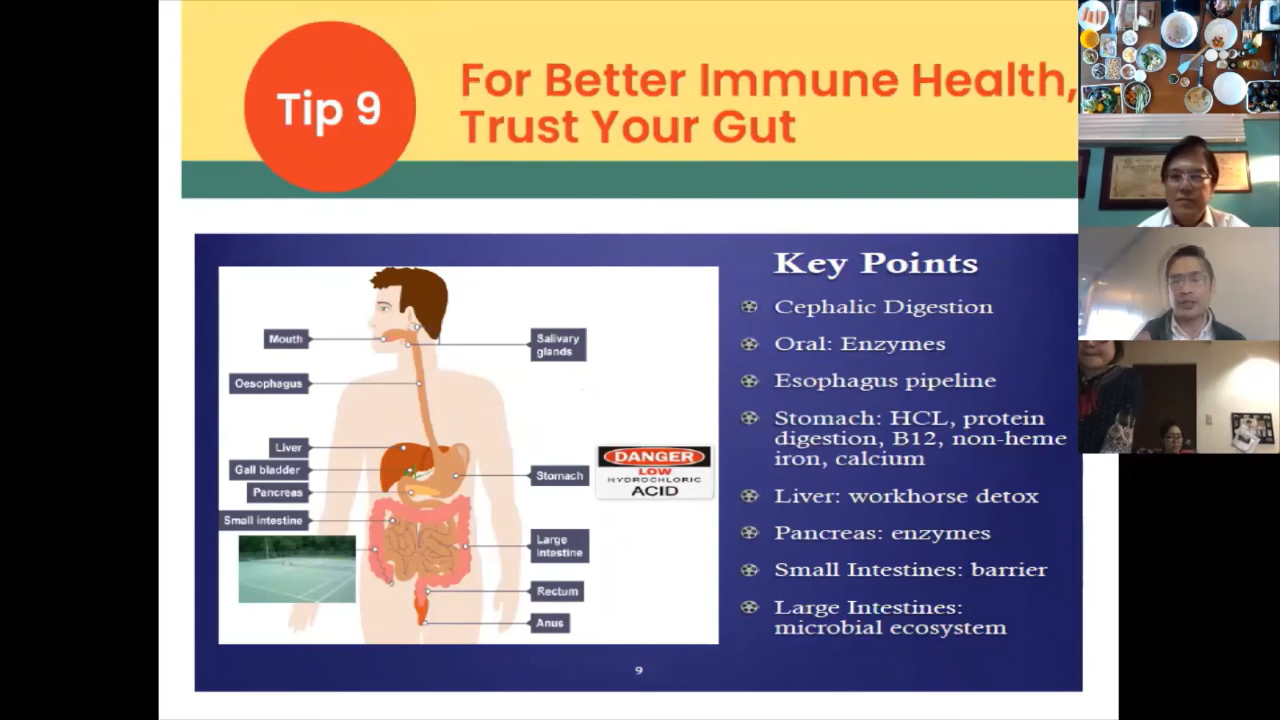 Tip 9
For Better Immune Health,
Trust Your Gut
Key Points
Cephalic Digestion
Oral: Enzymes
Esophagus pipeline
Stomach: HCL, protein
digestion, B12, non-heme
iron, calcium
Liver: workhorse detox
Pancreas: enzymes
Small Intestines: barrier
Large Intestines:
microbial ecosystem
Mouth
Oesophagus
Liver
Gall bladder
Pancreas
Small intestine
Salivary
glands
Stomach
Large
Intestine
Rectum
Anus
DANGER
LOW
HYDROCHLORIC
ACID
9